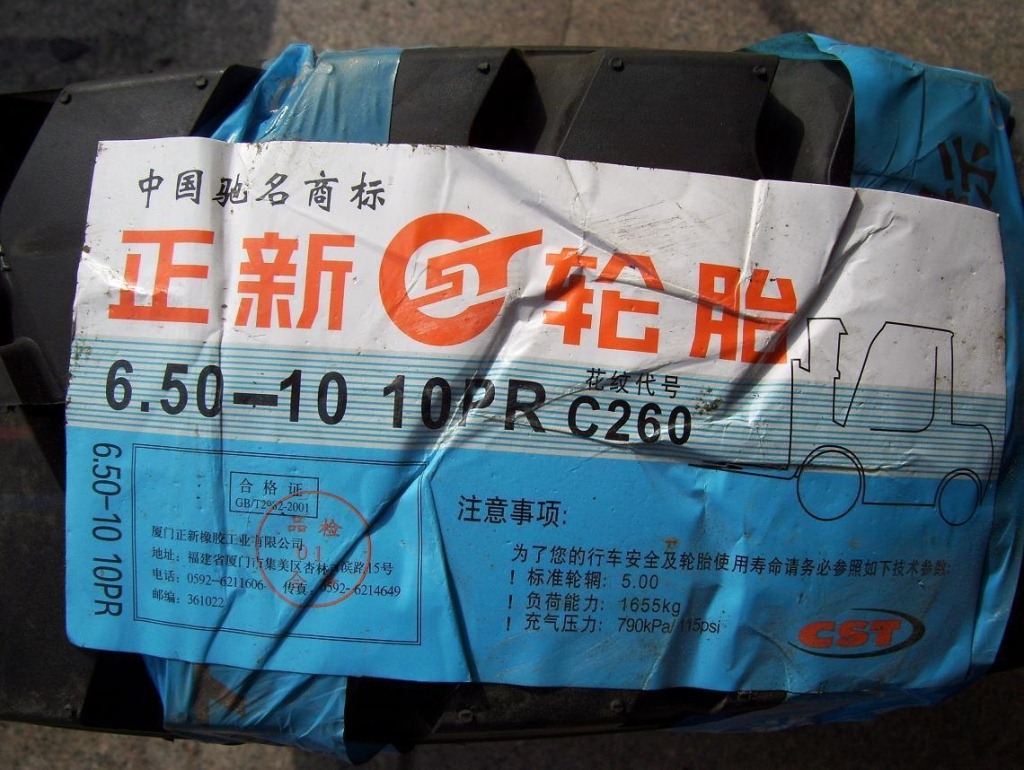 中国驰名商标
正新 轮胎
6.50-10 10PR 花纹代号 C260
6.50-10 10PR
合格证
GB/T2982-2001
品检
01
厦门正新橡胶工业有限公司
地址: 福建省厦门市集美区杏林 滨路15号
电话: 0592-6211606 传真: 0592-6214649
邮编: 361022
注意事项:
为了您的行车安全及轮胎使用寿命请务必参照如下技术参数:
! 标准轮辋: 5.00
! 负荷能力: 1655kg
! 充气压力: 790kPa/115psi
CST